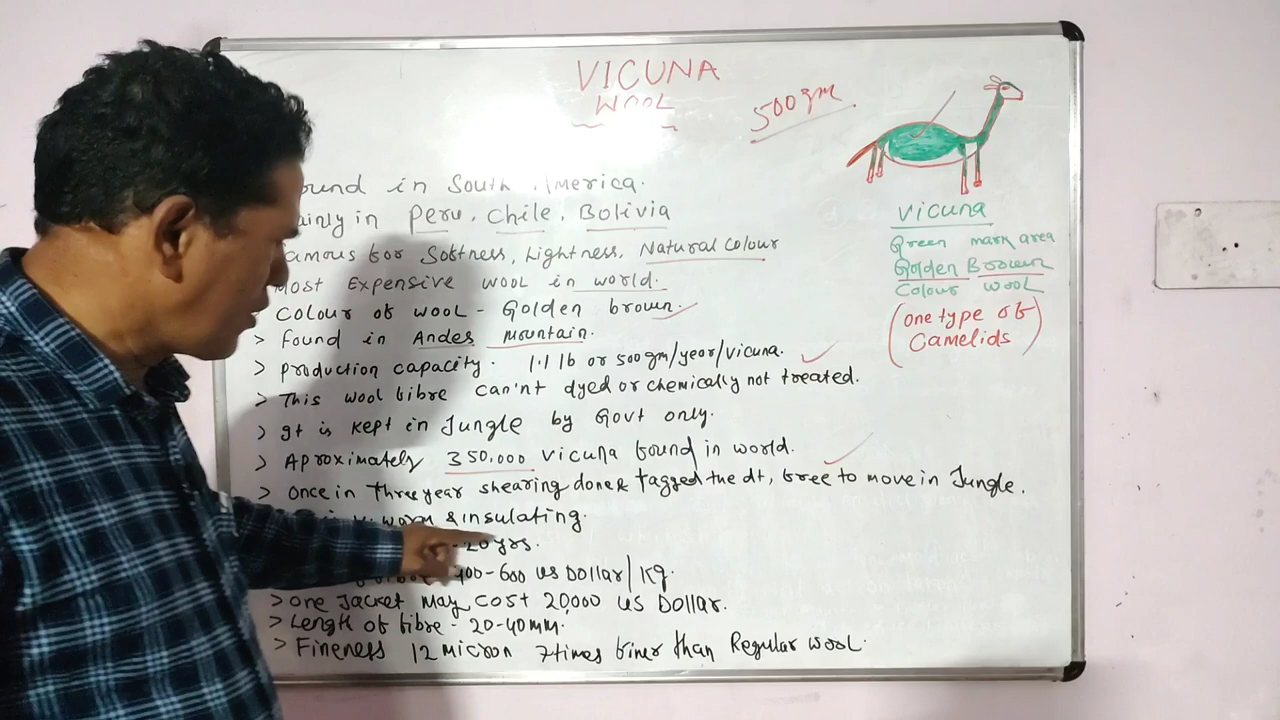 VICUNA
WOOL
500gm
ound in South America.
ainly in Peru, Chile, Bolivia
amous for Softness, Lightness, Natural Colour
Most Expensive wool in world.
Colour of wool - Golden brown.
> Found in Andes mountain.
> production capacity. 1.1 lb or 500gm/year/vicuna.
> This wool fibre can'nt dyed or chemically not treated.
> It is kept in Jungle by Govt only.
> Aproximately 350,000 vicuna found in world.
> Once in Three year shearing done & Tagged the dt, free to move in Jungle.
warm & insulating.
-20 yrs.
400-600 US Dollar/Kg.
> One Jacket may cost 20,000 US Dollar.
> Length of fibre - 20-40mm.
> Fineness 12 micron 7times finer than Regular wool.
Vicuna
Green mark area
Golden Brown
Colour wool
(One type of
Camelids)